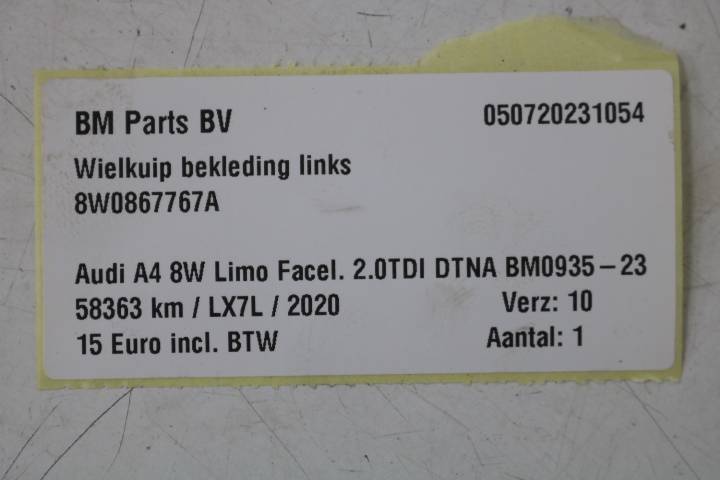 BM Parts BV 050720231054
Wielkuip bekleding links
8W0867767A
Audi A4 8W Limo Facel. 2.0TDI DTNA BM0935-23
58363 km / LX7L / 2020 Verz: 10
15 Euro incl. BTW Aantal: 1